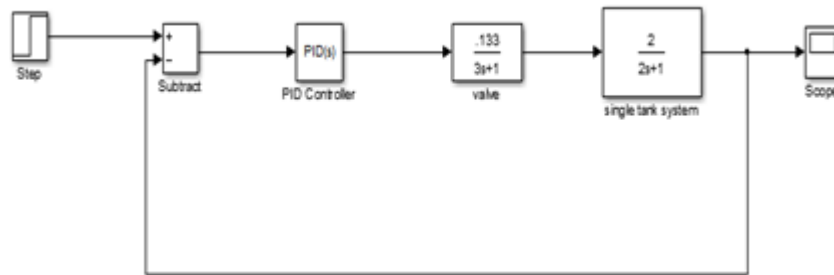 Step
+
−
Subtract
PID(s)
PID Controller
.133
3s+1
valve
2
2s+1
single tank system
Scope